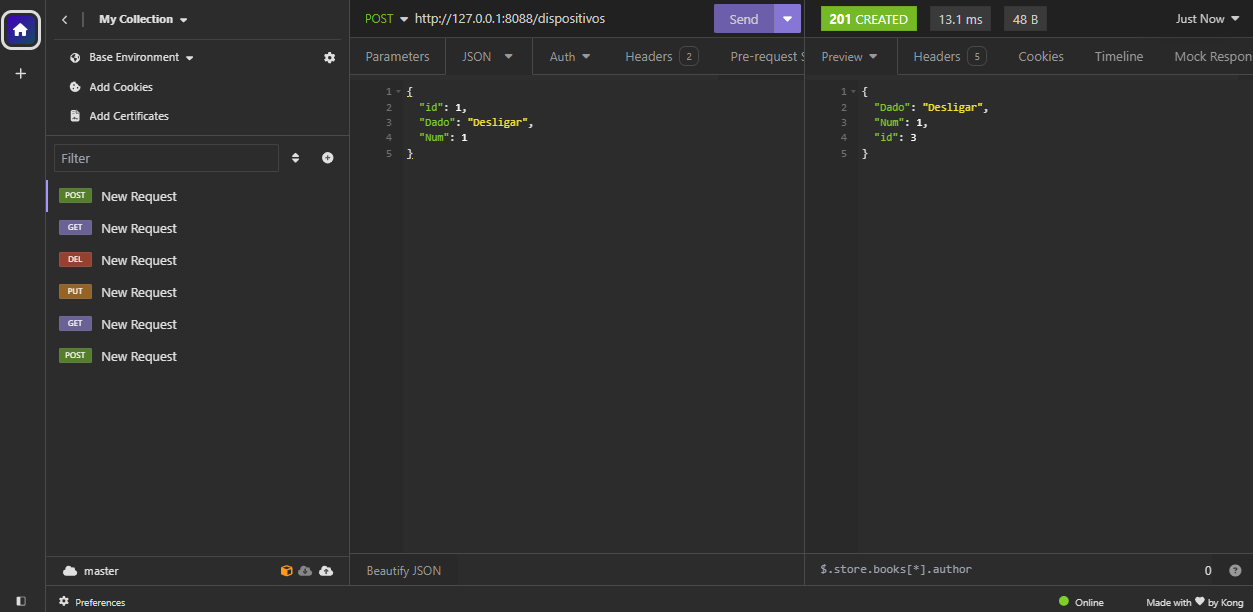 My Collection
Base Environment
Add Cookies
Add Certificates
Filter
POST New Request
GET New Request
DEL New Request
PUT New Request
GET New Request
POST New Request
master
Preferences
POST http://127.0.0.1:8088/dispositivos
Send
Parameters JSON Auth Headers 2 Pre-request S
1 {
2 "id": 1,
3 "Dado": "Desligar",
4 "Num": 1
5 }
Beautify JSON
201 CREATED 13.1 ms 48 B Just Now
Preview Headers 5 Cookies Timeline Mock Respon
1 {
2 "Dado": "Desligar",
3 "Num": 1,
4 "id": 3
5 }
$.store.books[*].author 0 ?
Online Made with ♥ by Kong